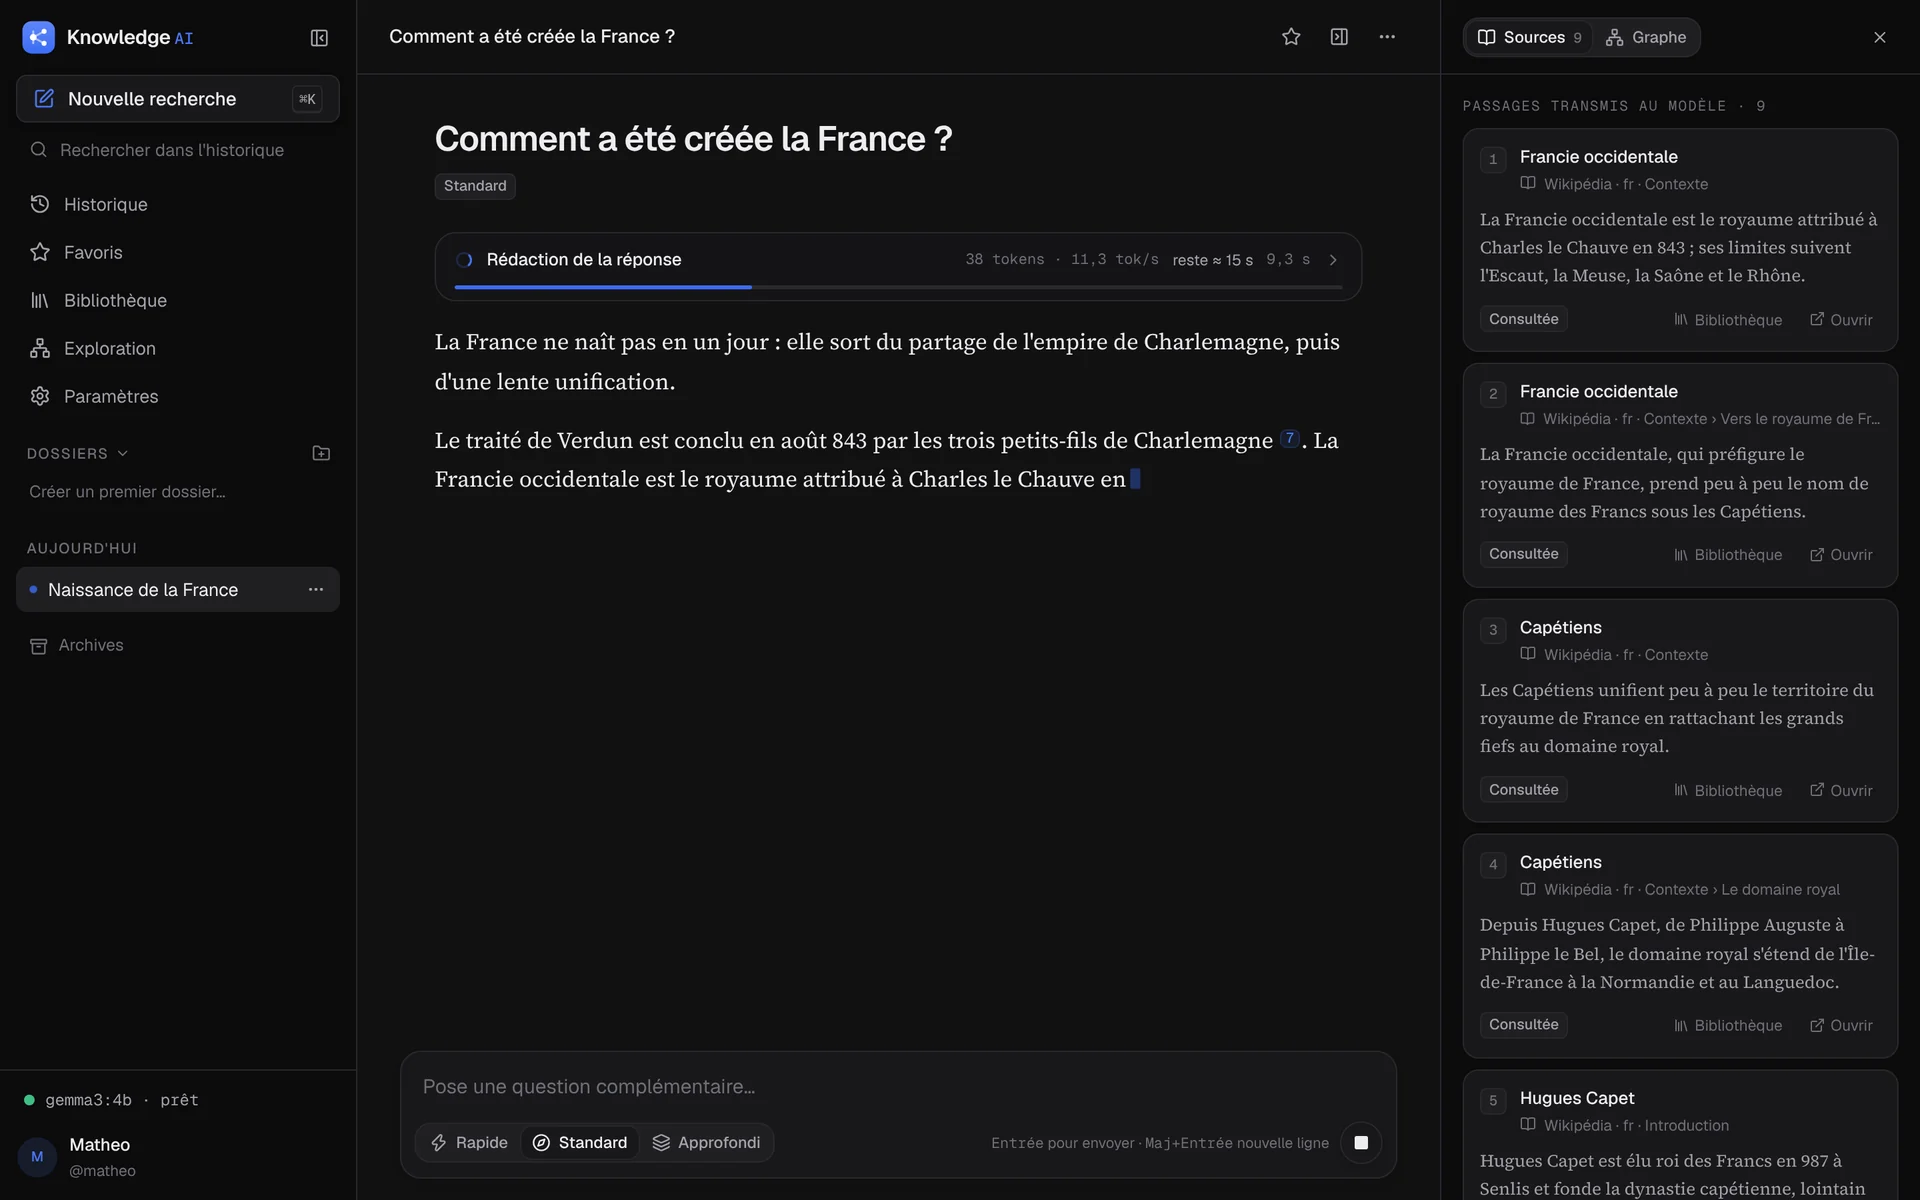 Knowledge AI
Nouvelle recherche
⌘K
Rechercher dans l'historique
Historique
Favoris
Bibliothèque
Exploration
Paramètres
DOSSIERS
Créer un premier dossier...
AUJOURD'HUI
Naissance de la France
Archives
gemma3:4b · prêt
M
Matheo
@matheo
Comment a été créée la France ?
Comment a été créée la France ?
Standard
Rédaction de la réponse
38 tokens · 11,3 tok/s reste ≈ 15 s 9,3 s
La France ne naît pas en un jour : elle sort du partage de l'empire de Charlemagne, puis
d'une lente unification.
Le traité de Verdun est conclu en août 843 par les trois petits-fils de Charlemagne 7. La
Francie occidentale est le royaume attribué à Charles le Chauve en
Pose une question complémentaire...
Rapide
Standard
Approfondi
Entrée pour envoyer · Maj+Entrée nouvelle ligne
Sources 9
Graphe
PASSAGES TRANSMIS AU MODÈLE · 9
1
Francie occidentale
Wikipédia · fr · Contexte
La Francie occidentale est le royaume attribué à
Charles le Chauve en 843 ; ses limites suivent
l'Escaut, la Meuse, la Saône et le Rhône.
Consultée
Bibliothèque
Ouvrir
2
Francie occidentale
Wikipédia · fr · Contexte › Vers le royaume de Fr...
La Francie occidentale, qui préfigure le
royaume de France, prend peu à peu le nom de
royaume des Francs sous les Capétiens.
Consultée
Bibliothèque
Ouvrir
3
Capétiens
Wikipédia · fr · Contexte
Les Capétiens unifient peu à peu le territoire du
royaume de France en rattachant les grands
fiefs au domaine royal.
Consultée
Bibliothèque
Ouvrir
4
Capétiens
Wikipédia · fr · Contexte › Le domaine royal
Depuis Hugues Capet, de Philippe Auguste à
Philippe le Bel, le domaine royal s'étend de l'Île-
de-France à la Normandie et au Languedoc.
Consultée
Bibliothèque
Ouvrir
5
Hugues Capet
Wikipédia · fr · Introduction
Hugues Capet est élu roi des Francs en 987 à
Senlis et fonde la dynastie capétienne, lointain